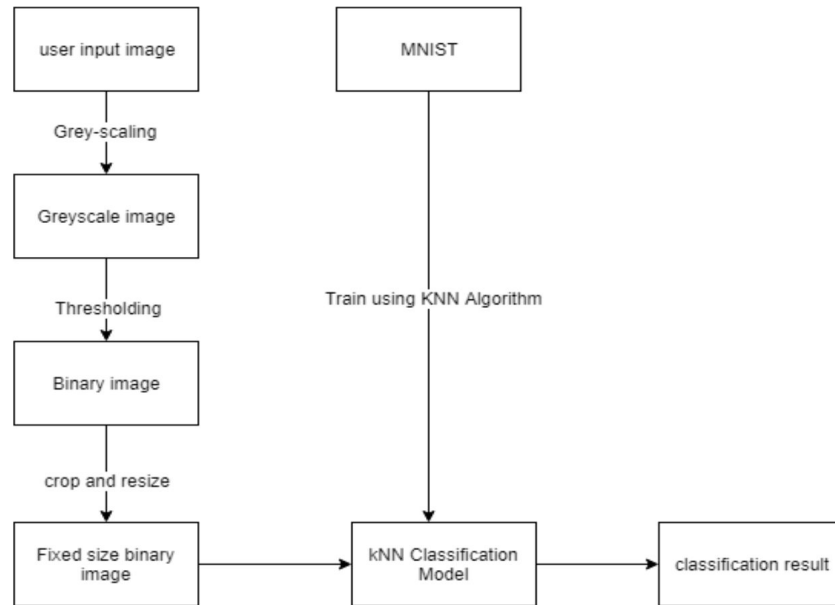 user input image
MNIST
Grey-scaling
Greyscale image
Train using KNN Algorithm
Thresholding
Binary image
crop and resize
Fixed size binary
image
kNN Classification
Model
classification result